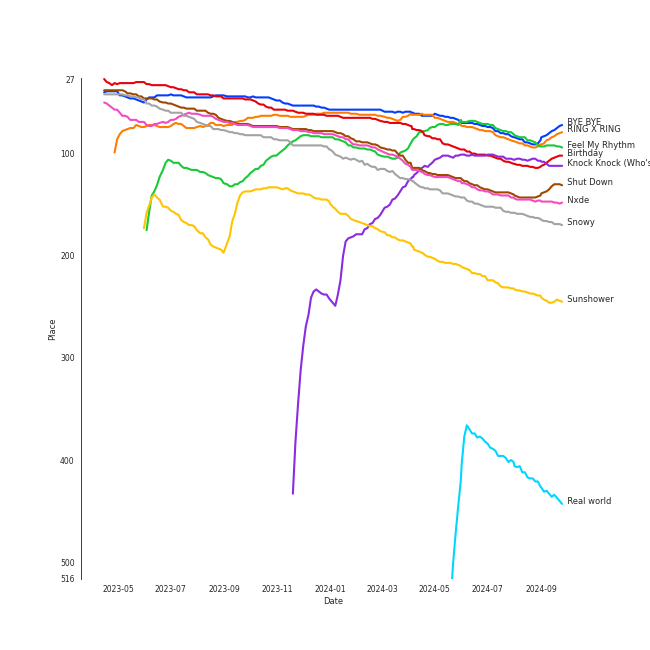 27
BYE BYE
RING X RING
Feel My Rhythm
100
Birthday
Knock Knock (Who's
Shut Down
Nxde
Snowy
200
Sunshower
Place
300
400
Real world
500
516
2023-05 2023-07 2023-09 2023-11 2024-01 2024-03 2024-05 2024-07 2024-09
Date